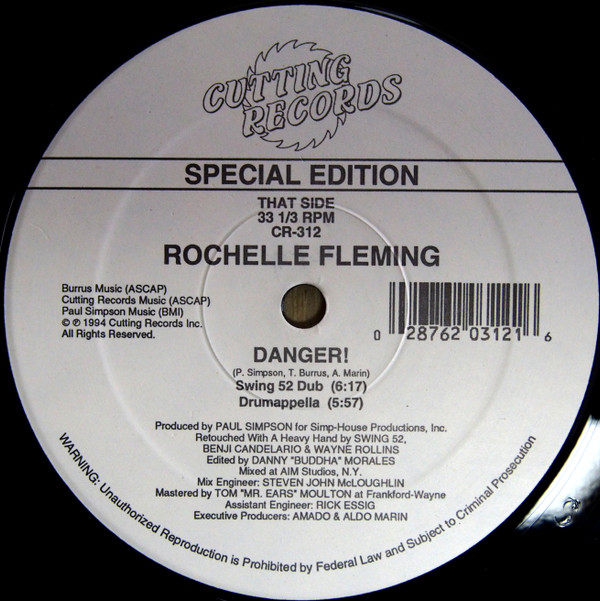 CUTTING
RECORDS
SPECIAL EDITION
THAT SIDE
33 1/3 RPM
CR-312
ROCHELLE FLEMING
Burrus Music (ASCAP)
Cutting Records Music (ASCAP)
Paul Simpson Music (BMI)
© ℗ 1994 Cutting Records Inc.
All Rights Reserved.
0 28762 03121 6
DANGER!
(P. Simpson, T. Burrus, A. Marin)
Swing 52 Dub (6:17)
Drumappella (5:57)
Produced by PAUL SIMPSON for Simp-House Productions, Inc.
Retouched With A Heavy Hand by SWING 52,
BENJI CANDELARIO & WAYNE ROLLINS
Edited by DANNY "BUDDHA" MORALES
Mixed at AIM Studios, N.Y.
Mix Engineer: STEVEN JOHN McLOUGHLIN
Mastered by TOM "MR. EARS" MOULTON at Frankford-Wayne
Assistant Engineer: RICK ESSIG
Executive Producers: AMADO & ALDO MARIN
WARNING: Unauthorized Reproduction is Prohibited by Federal Law and Subject to Criminal Prosecution